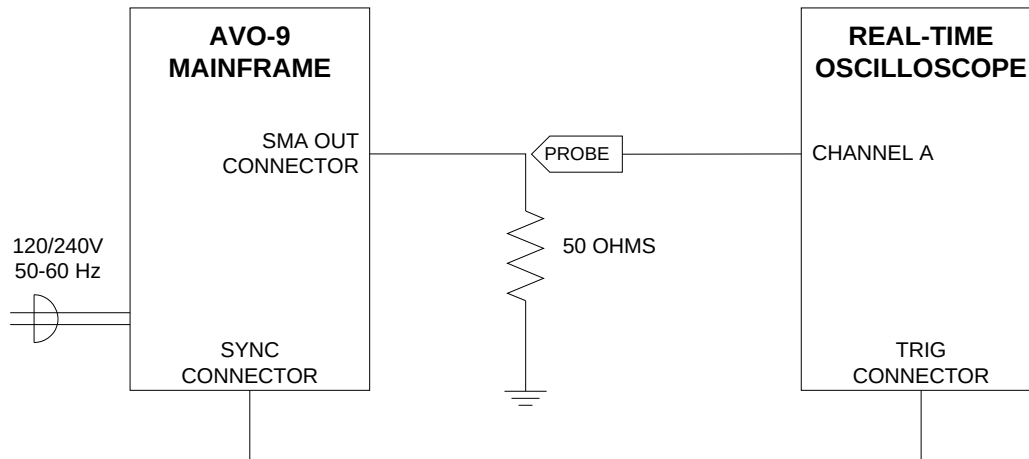 AVO-9
MAINFRAME
SMA OUT
CONNECTOR
SYNC
CONNECTOR
120/240V
50-60 Hz
PROBE
50 OHMS
REAL-TIME
OSCILLOSCOPE
CHANNEL A
TRIG
CONNECTOR